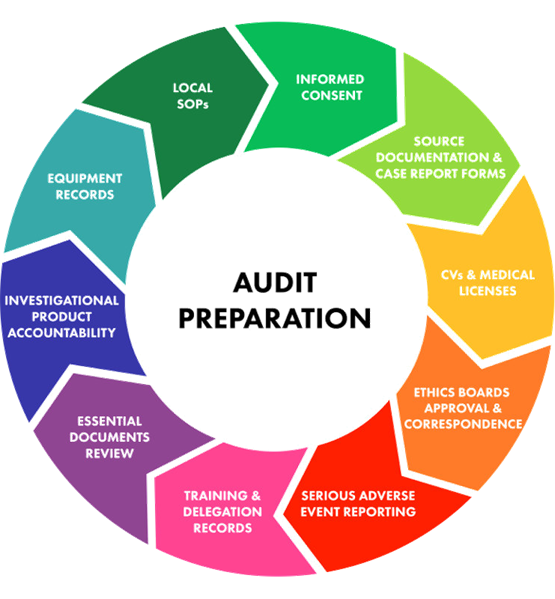 AUDIT
PREPARATION
INFORMED
CONSENT
SOURCE
DOCUMENTATION &
CASE REPORT FORMS
CVs & MEDICAL
LICENSES
ETHICS BOARDS
APPROVAL &
CORRESPONDENCE
SERIOUS ADVERSE
EVENT REPORTING
TRAINING &
DELEGATION
RECORDS
ESSENTIAL
DOCUMENTS
REVIEW
INVESTIGATIONAL
PRODUCT
ACCOUNTABILITY
EQUIPMENT
RECORDS
LOCAL
SOPs